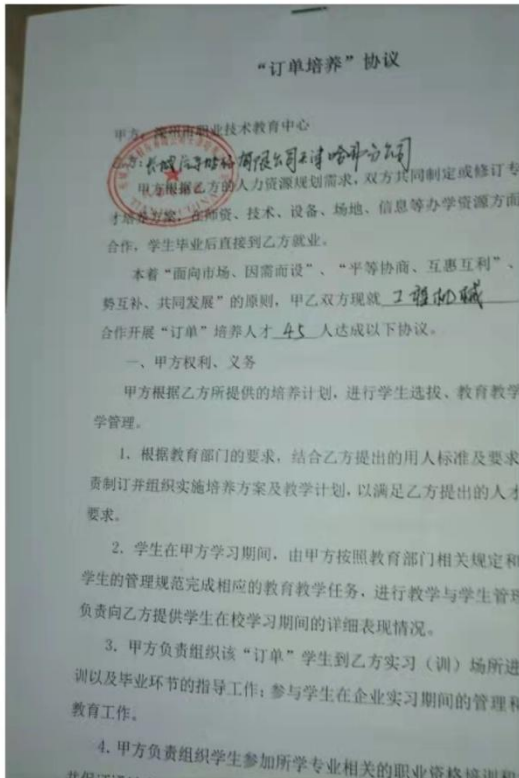 “订单培养”协议
甲方：深州市职业技术教育中心
方：长城汽车股份有限公司天津哈弗分公司
甲方根据乙方的人力资源规划需求，双方共同制定或修订专
才培养方案，在师资、技术、设备、场地、信息等办学资源方面
合作，学生毕业后直接到乙方就业。
本着“面向市场、因需而设”、“平等协商、互惠互利”、
势互补、共同发展”的原则，甲乙双方现就 工程机械
合作开展“订单”培养人才 45 人达成以下协议。
一、甲方权利、义务
甲方根据乙方所提供的培养计划，进行学生选拔、教育教学
学管理。
1．根据教育部门的要求，结合乙方提出的用人标准及要求
责制订并组织实施培养方案及教学计划，以满足乙方提出的人才
要求。
2．学生在甲方学习期间，由甲方按照教育部门相关规定和
学生的管理规范完成相应的教育教学任务，进行教学与学生管理
负责向乙方提供学生在校学习期间的详细表现情况。
3．甲方负责组织该“订单”学生到乙方实习（训）场所进
训以及毕业环节的指导工作；参与学生在企业实习期间的管理和
教育工作。
4．甲方负责组织学生参加所学专业相关的职业资格培训和